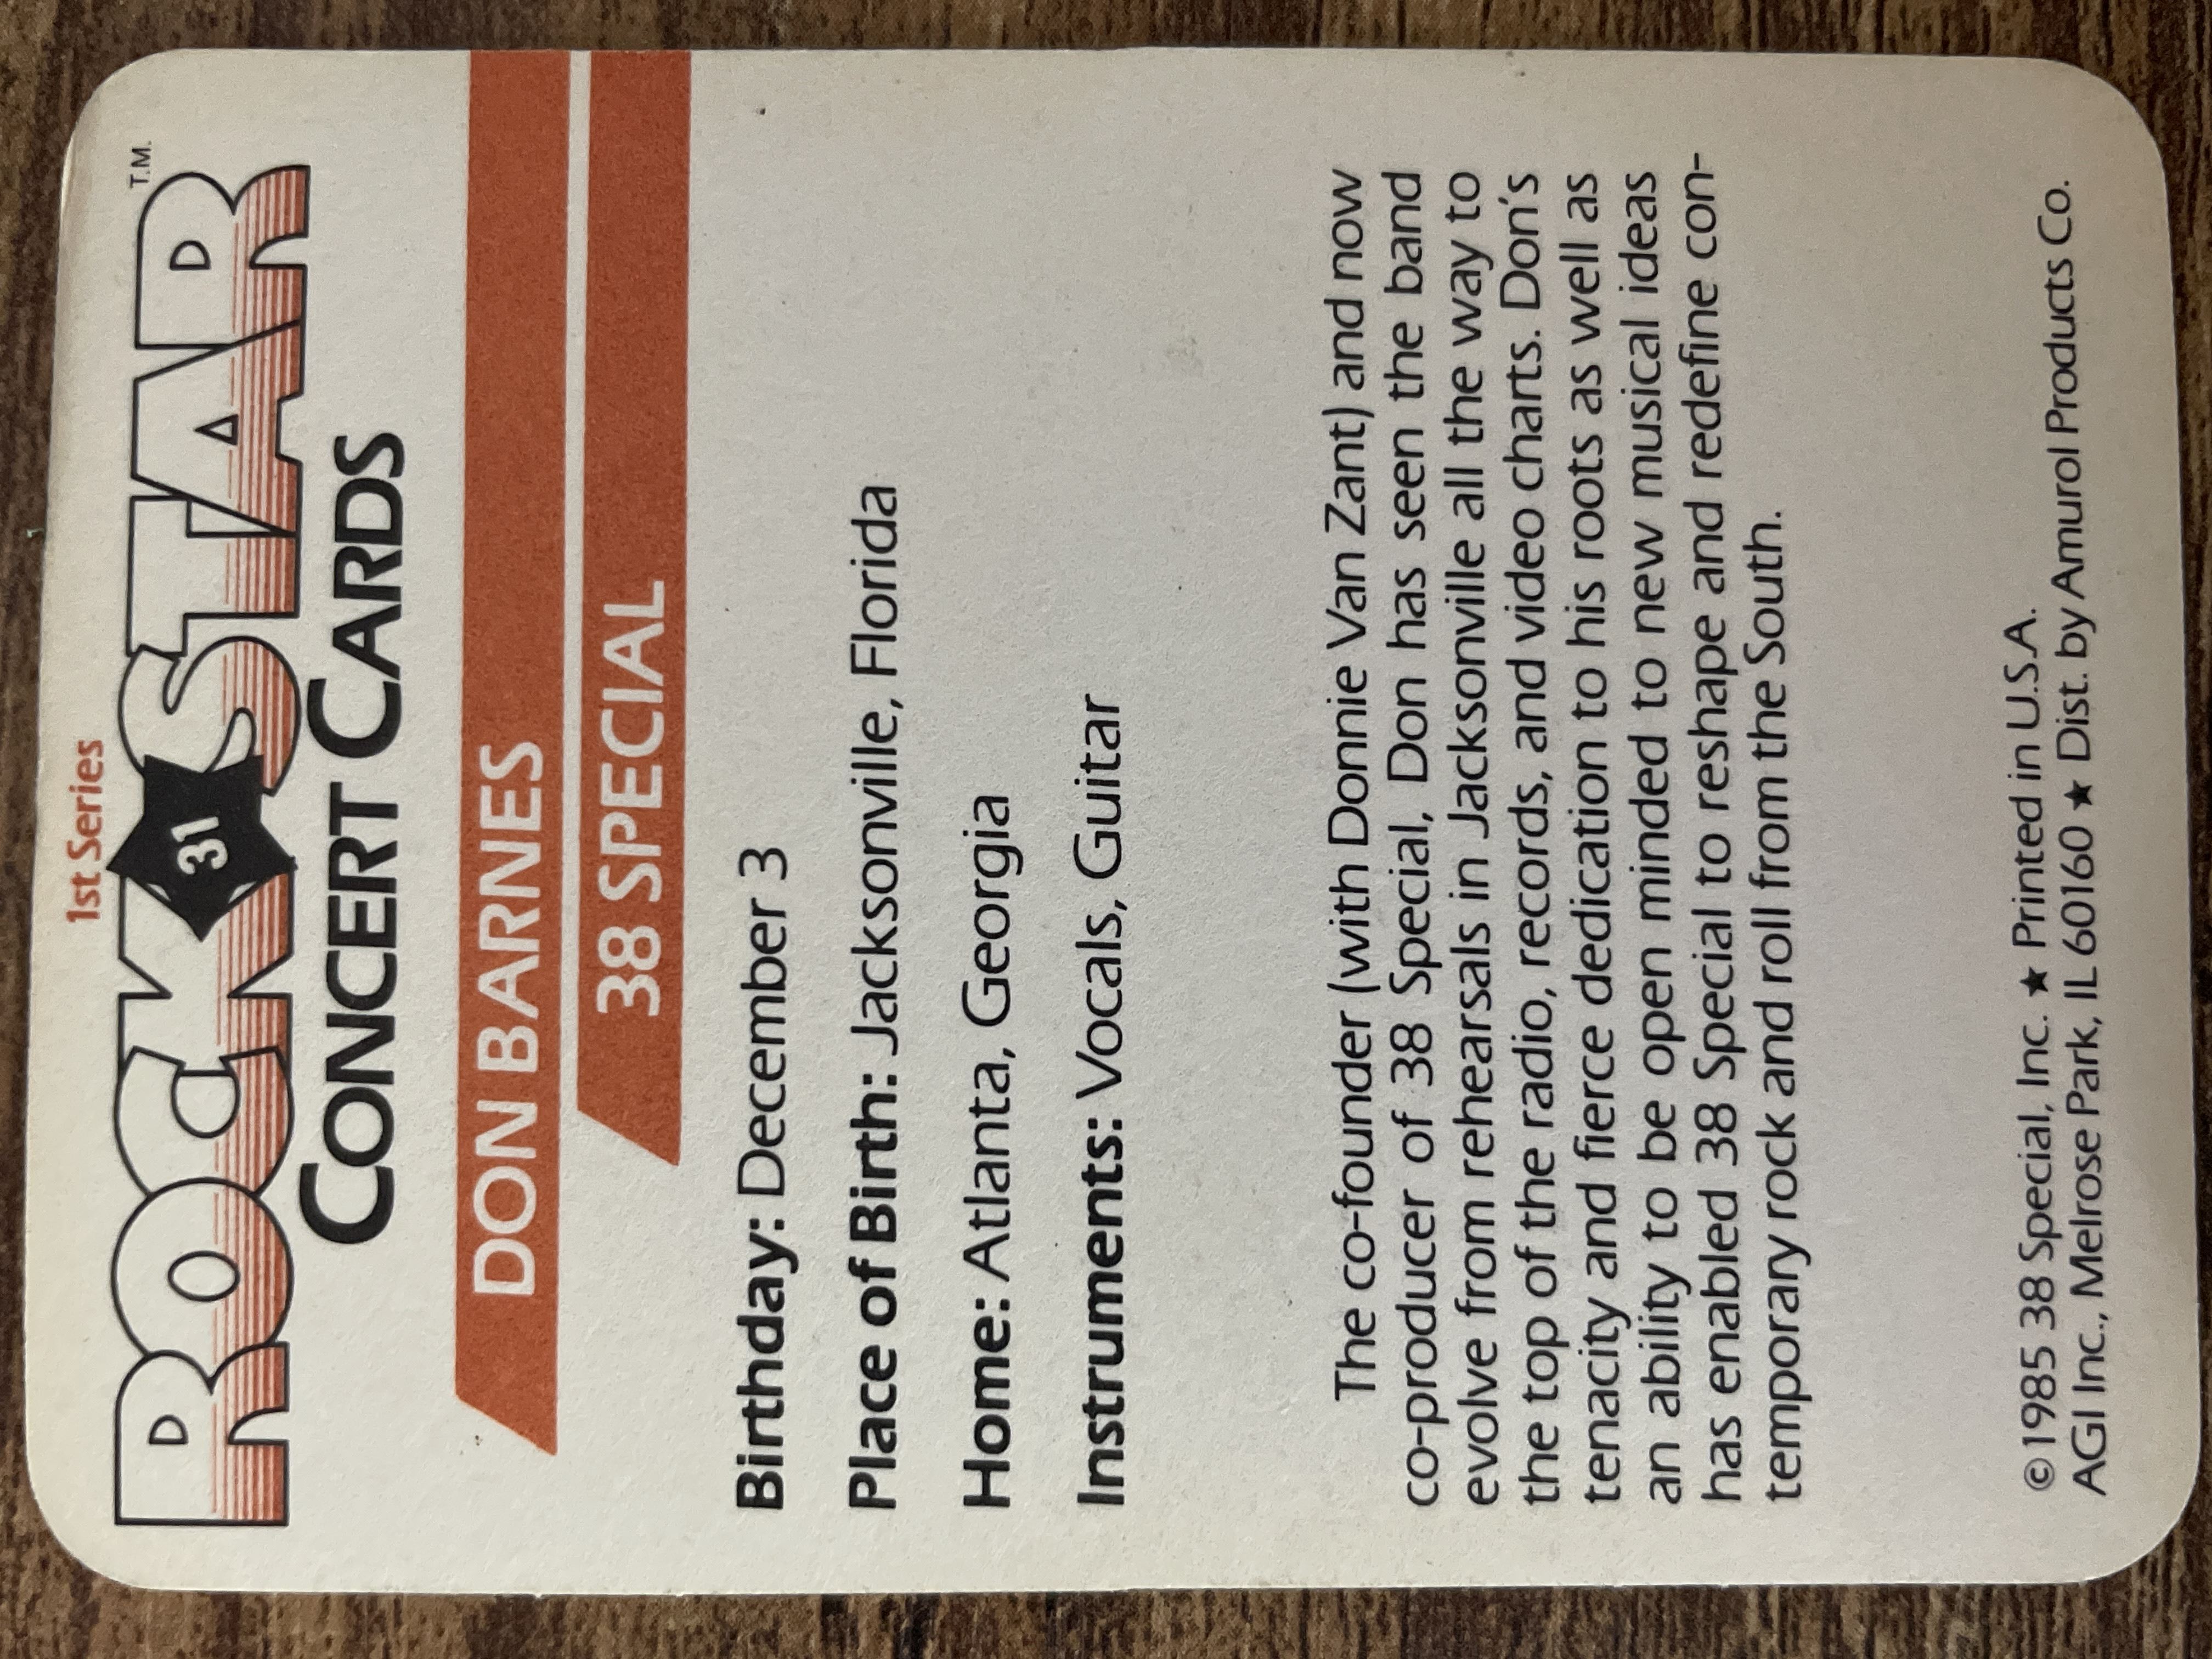 1st Series
ROCK 31 STAR T.M.
CONCERT CARDS
DON BARNES
38 SPECIAL
Birthday: December 3
Place of Birth: Jacksonville, Florida
Home: Atlanta, Georgia
Instruments: Vocals, Guitar
The co-founder (with Donnie Van Zant) and now
co-producer of 38 Special, Don has seen the band
evolve from rehearsals in Jacksonville all the way to
the top of the radio, records, and video charts. Don's
tenacity and fierce dedication to his roots as well as
an ability to be open minded to new musical ideas
has enabled 38 Special to reshape and redefine con-
temporary rock and roll from the South.
© 1985 38 Special, Inc. ★ Printed in U.S.A.
AGI Inc., Melrose Park, IL 60160 ★ Dist. by Amurol Products Co.